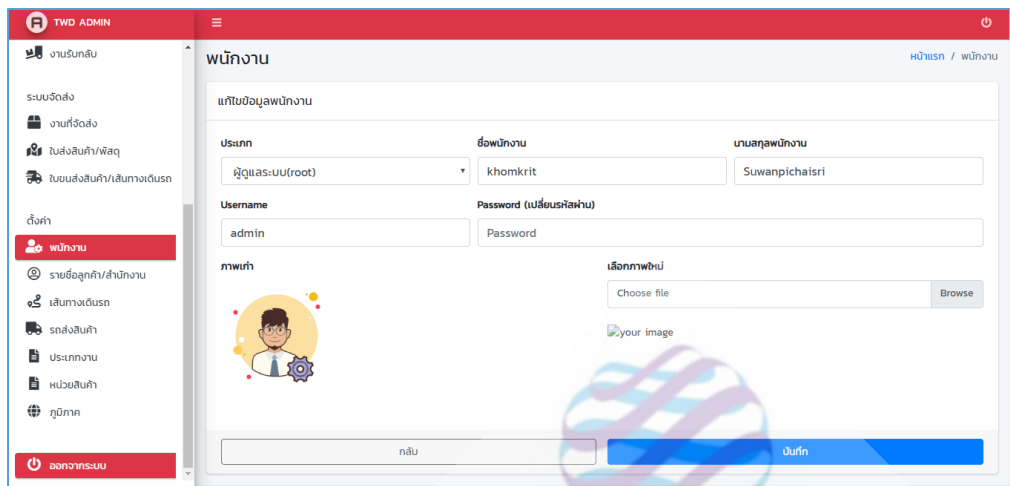 TWD ADMIN
งานรับกลับ
ระบบจัดส่ง
งานที่จัดส่ง
ใบส่งสินค้า/พัสดุ
ใบขนส่งสินค้า/เส้นทางเดินรถ
ตั้งค่า
พนักงาน
รายชื่อลูกค้า/สำนักงาน
เส้นทางเดินรถ
รถส่งสินค้า
ประเภทงาน
หน่วยสินค้า
ภูมิภาค
ออกจากระบบ
พนักงาน
หน้าแรก / พนักงาน
แก้ไขข้อมูลพนักงาน
ประเภท ชื่อพนักงาน นามสกุลพนักงาน
ผู้ดูแลระบบ(root) khomkrit Suwanpichaisri
Username Password (เปลี่ยนรหัสผ่าน)
admin Password
ภาพเก่า เลือกภาพใหม่
Choose file Browse
your image
กลับ บันทึก